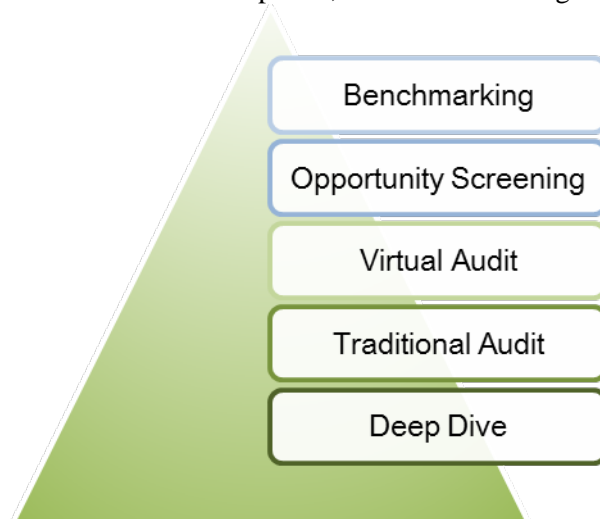 Benchmarking
Opportunity Screening
Virtual Audit
Traditional Audit
Deep Dive